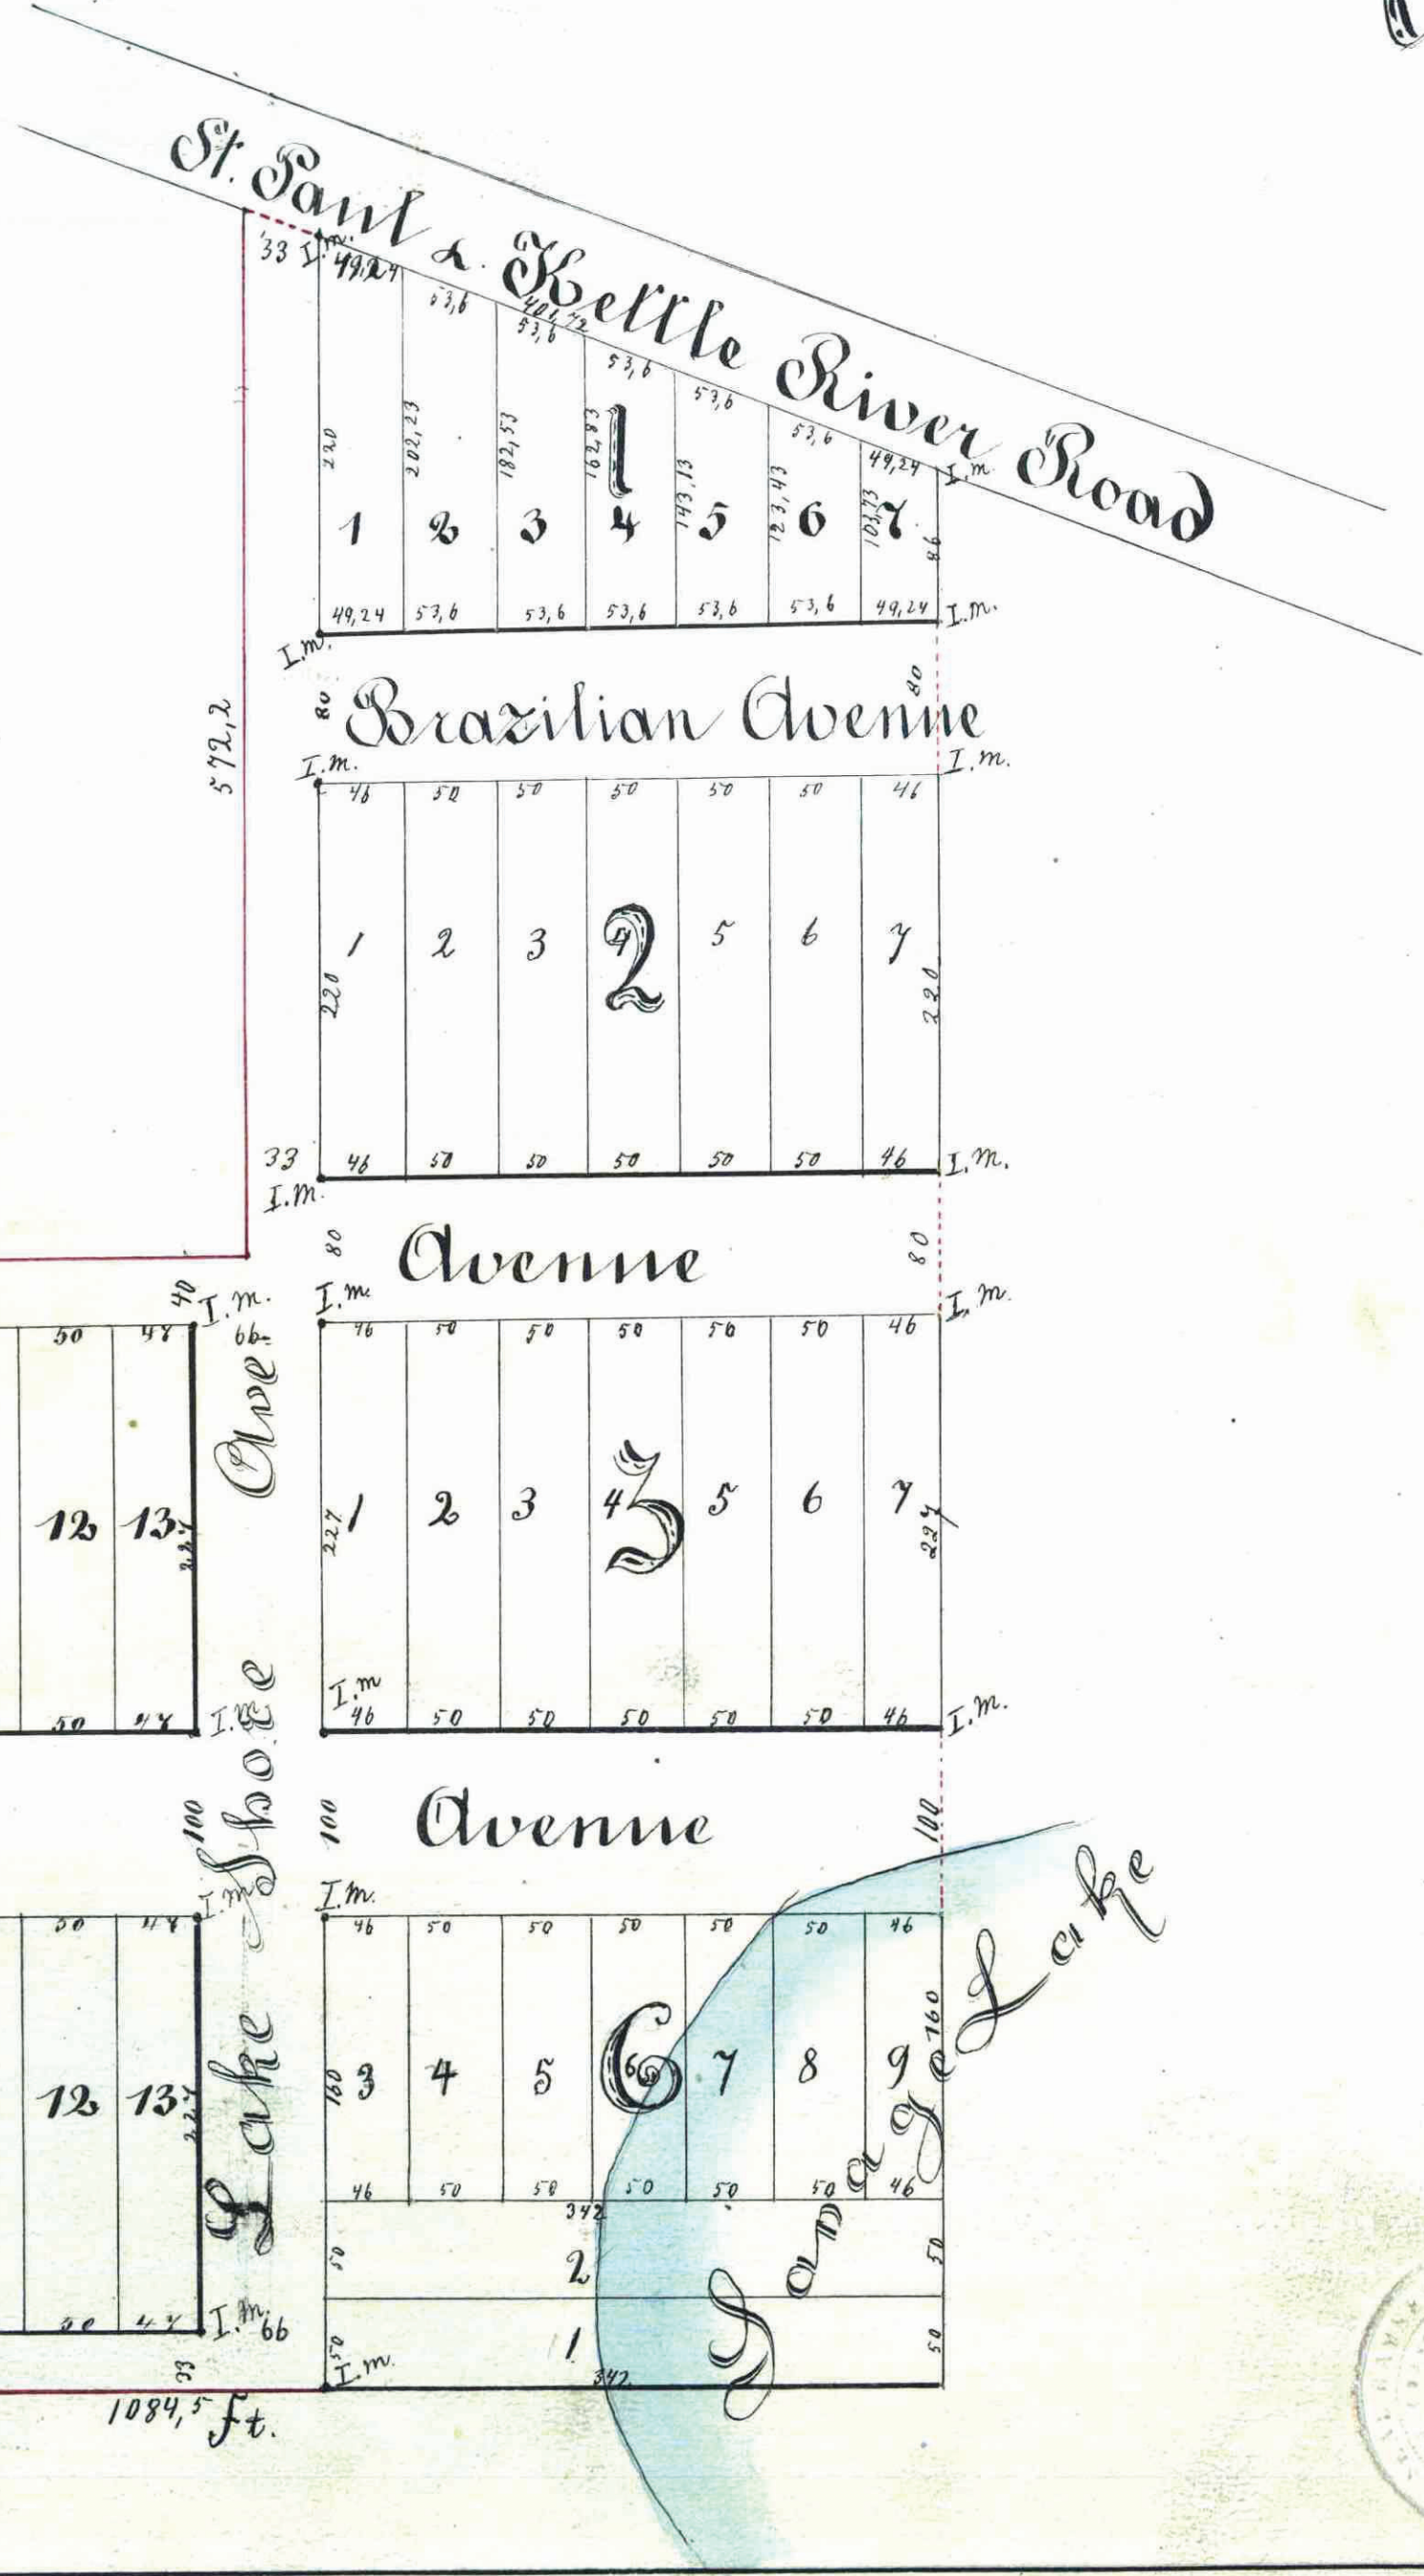 St. Paul & Kettle River Road
33 I.m.
49,24 53,6 53,6 53,6 53,6 53,6 49,24 I.m.
401,72
220 202,23 182,53 162,83 143,13 123,43 103,73 86
1
1 2 3 4 5 6 7
49,24 53,6 53,6 53,6 53,6 53,6 49,24 I.m.
I.m.
572,2
80 Brazilian Avenue 80
I.m. I.m.
46 50 50 50 50 50 46
2
1 2 3 4 5 6 7
220 220
33 46 50 50 50 50 50 46 I.M.
I.M.
80 Avenue 80
40 I.m. I.m. I.m.
50 47 66 46 50 50 50 50 50 46
3
12 13 227 227 1 2 3 4 5 6 7 227
I.m
50 47 I.m. 46 50 50 50 50 50 46 I.m.
Lake Shore Ave
100 100 Avenue 100
I.m. I.m.
50 47 46 50 50 50 50 50 46
6
12 13 227 160 3 4 5 6 7 8 9 160
46 50 50 50 50 50 46
342
50 2 50
50 47 I.m. 66
50 1 50
33 I.m. 342
1084,5 ft.
Sanage Lake